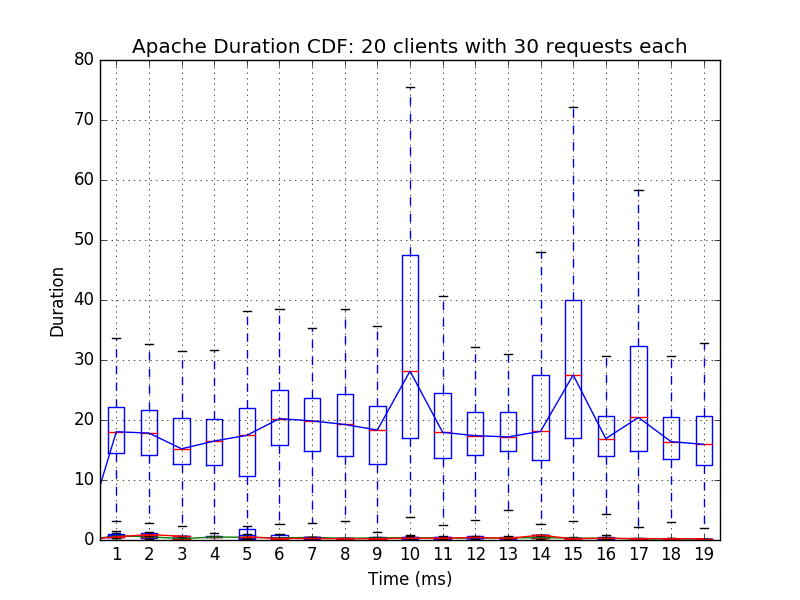 Apache Duration CDF: 20 clients with 30 requests each
80
70
60
50
40
30
20
10
0
Duration
1 2 3 4 5 6 7 8 9 10 11 12 13 14 15 16 17 18 19
Time (ms)